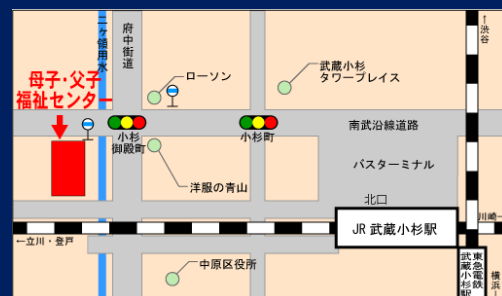 二ヶ領用水
府中街道
↑渋谷
母子・父子
福祉センター
ローソン
武蔵小杉
タワープレイス
小杉
御殿町
小杉町
南武沿線道路
バスターミナル
洋服の青山
北口
JR 武蔵小杉駅
川崎→
←立川・登戸
中原区役所
東急電鉄
武蔵小杉駅
横浜